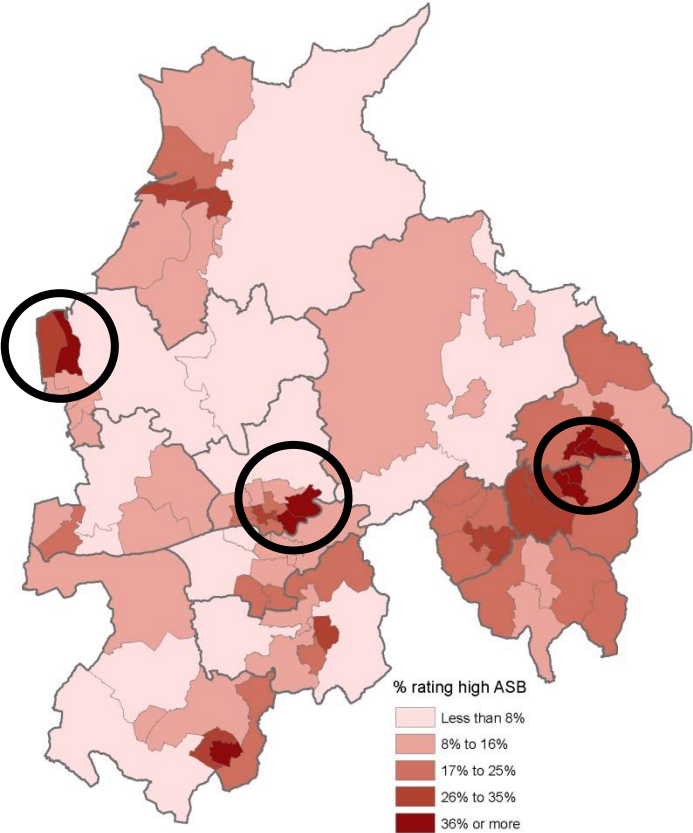 % rating high ASB
Less than 8%
8% to 16%
17% to 25%
26% to 35%
36% or more